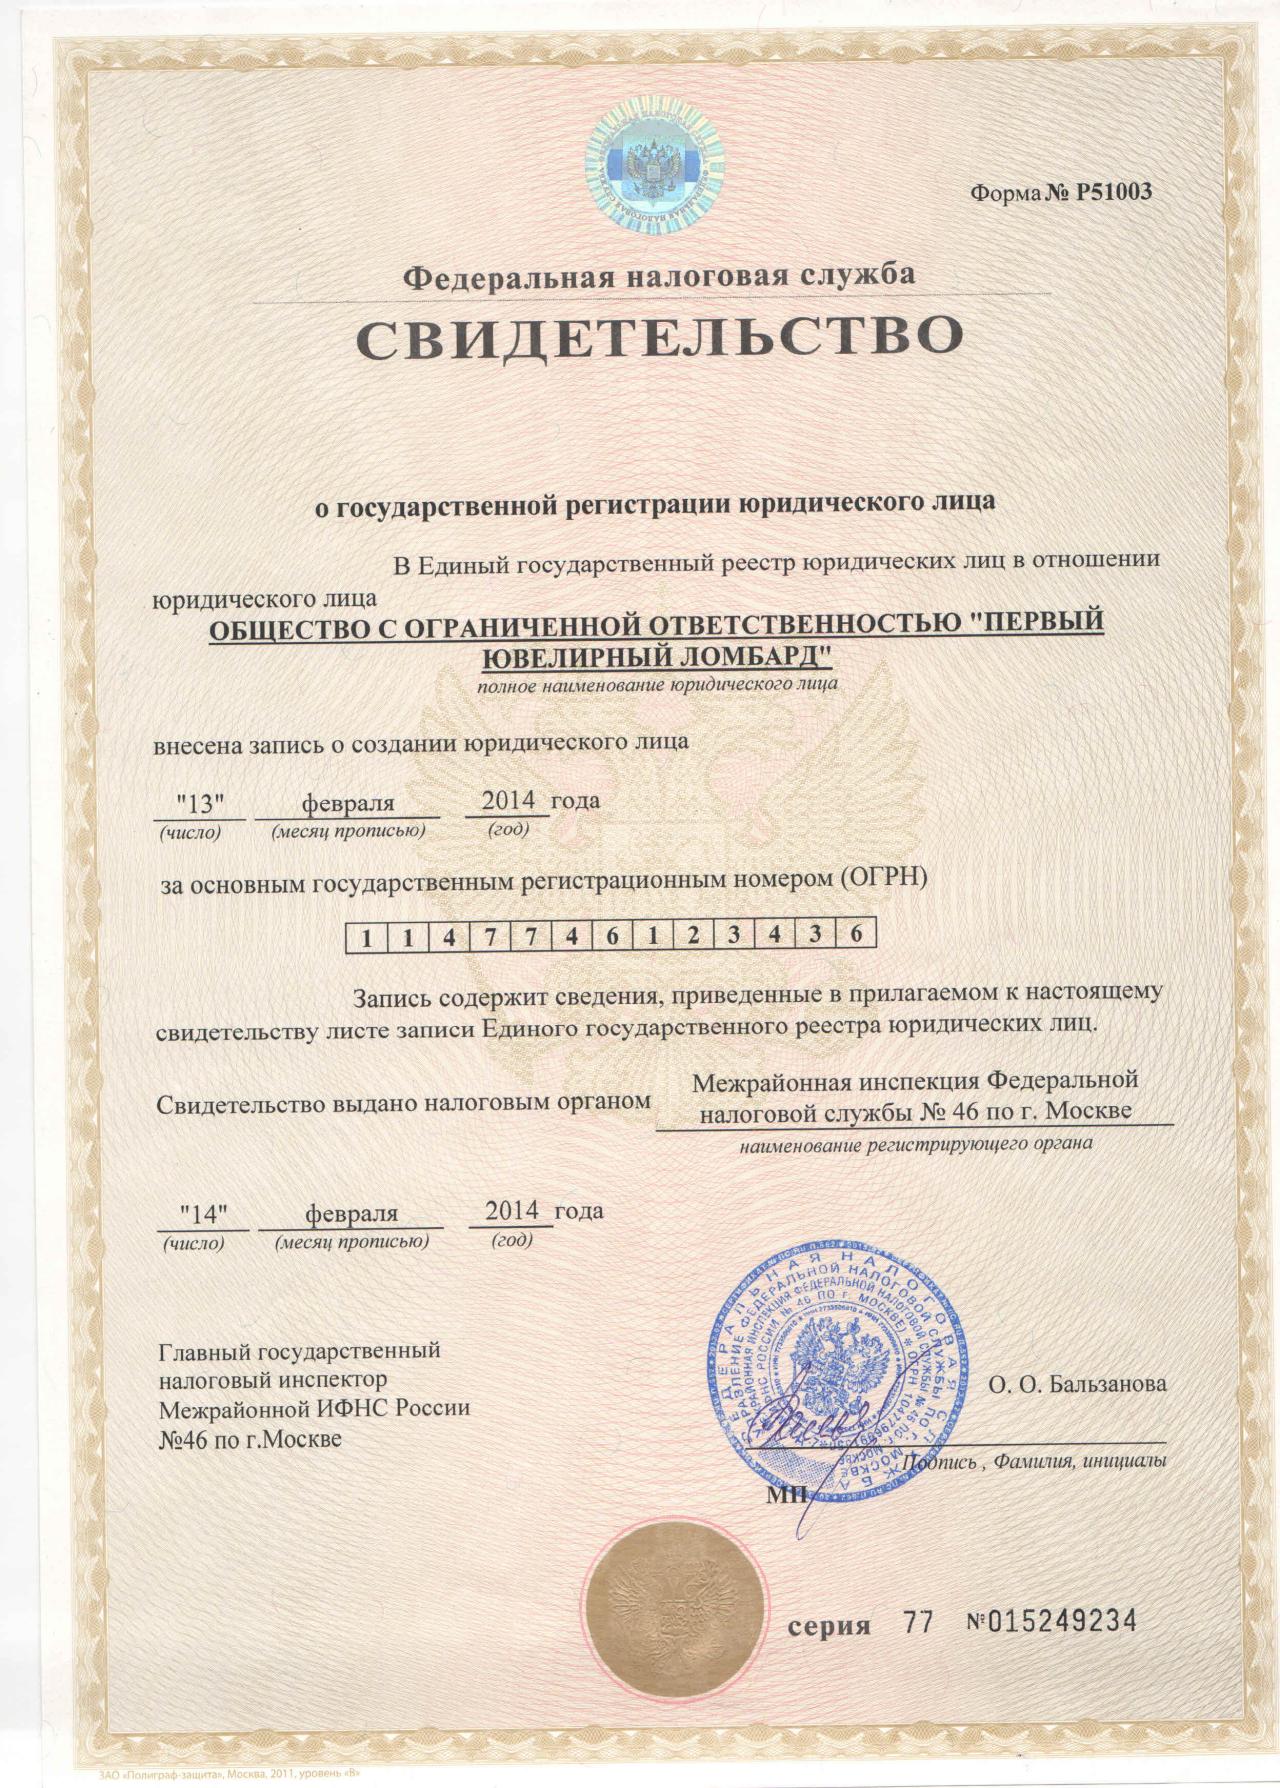 Форма № Р51003
Федеральная налоговая служба
СВИДЕТЕЛЬСТВО
о государственной регистрации юридического лица
В Единый государственный реестр юридических лиц в отношении
юридического лица
ОБЩЕСТВО С ОГРАНИЧЕННОЙ ОТВЕТСТВЕННОСТЬЮ "ПЕРВЫЙ
ЮВЕЛИРНЫЙ ЛОМБАРД"
полное наименование юридического лица
внесена запись о создании юридического лица
"13" февраля 2014 года
(число) (месяц прописью) (год)
за основным государственным регистрационным номером (ОГРН)
1 1 4 7 7 4 6 1 2 3 4 3 6
Запись содержит сведения, приведенные в прилагаемом к настоящему
свидетельству листе записи Единого государственного реестра юридических лиц.
Свидетельство выдано налоговым органом
Межрайонная инспекция Федеральной
налоговой службы № 46 по г. Москве
наименование регистрирующего органа
"14" февраля 2014 года
(число) (месяц прописью) (год)
Главный государственный
налоговый инспектор
Межрайонной ИФНС России
№46 по г.Москве
О. О. Бальзанова
Подпись , Фамилия, инициалы
МП
серия 77 №015249234
ЗАО «Полиграф-защита», Москва, 2011, уровень «В»